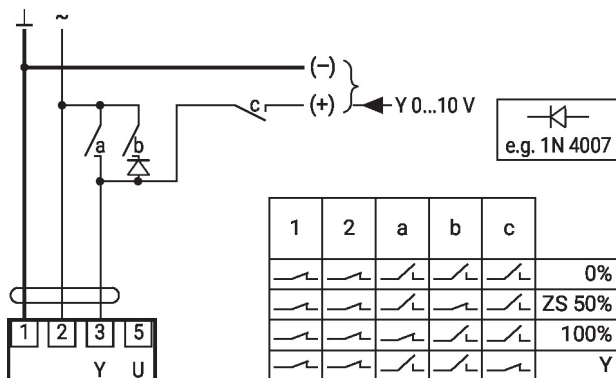 ⊥ ~
(–)
c (+) Y 0...10 V
a b
e.g. 1N 4007
1 2 a b c
0%
ZS 50%
100%
Y
1 2 3 5
Y U